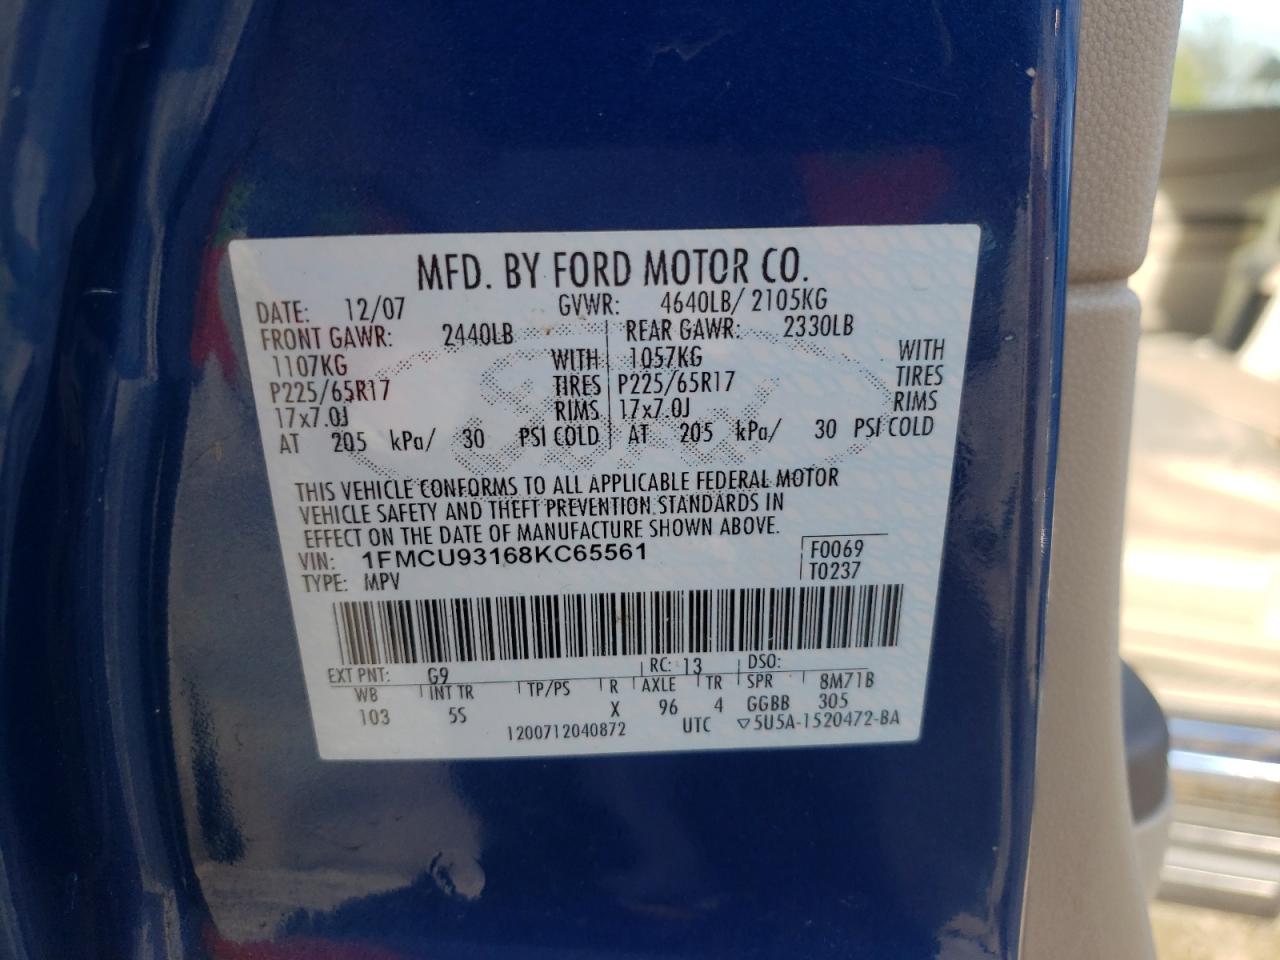 MFD. BY FORD MOTOR CO.
DATE: 12/07 GVWR: 4640LB/ 2105KG
FRONT GAWR: 2440LB REAR GAWR: 2330LB
1107KG WITH 1057KG WITH
P225/65R17 TIRES P225/65R17 TIRES
17x7.0J RIMS 17x7.0J RIMS
AT 205 kPa/ 30 PSI COLD AT 205 kPa/ 30 PSI COLD
THIS VEHICLE CONFORMS TO ALL APPLICABLE FEDERAL MOTOR
VEHICLE SAFETY AND THEFT PREVENTION STANDARDS IN
EFFECT ON THE DATE OF MANUFACTURE SHOWN ABOVE.
VIN: 1FMCU93168KC65561 F0069
TYPE: MPV T0237
EXT PNT: G9 RC: 13 DSO:
WB INT TR TP/PS R AXLE TR SPR 8M71B
103 5S X 96 4 GGBB 305
1200712040872 UTC ▽5U5A-1520472-BA